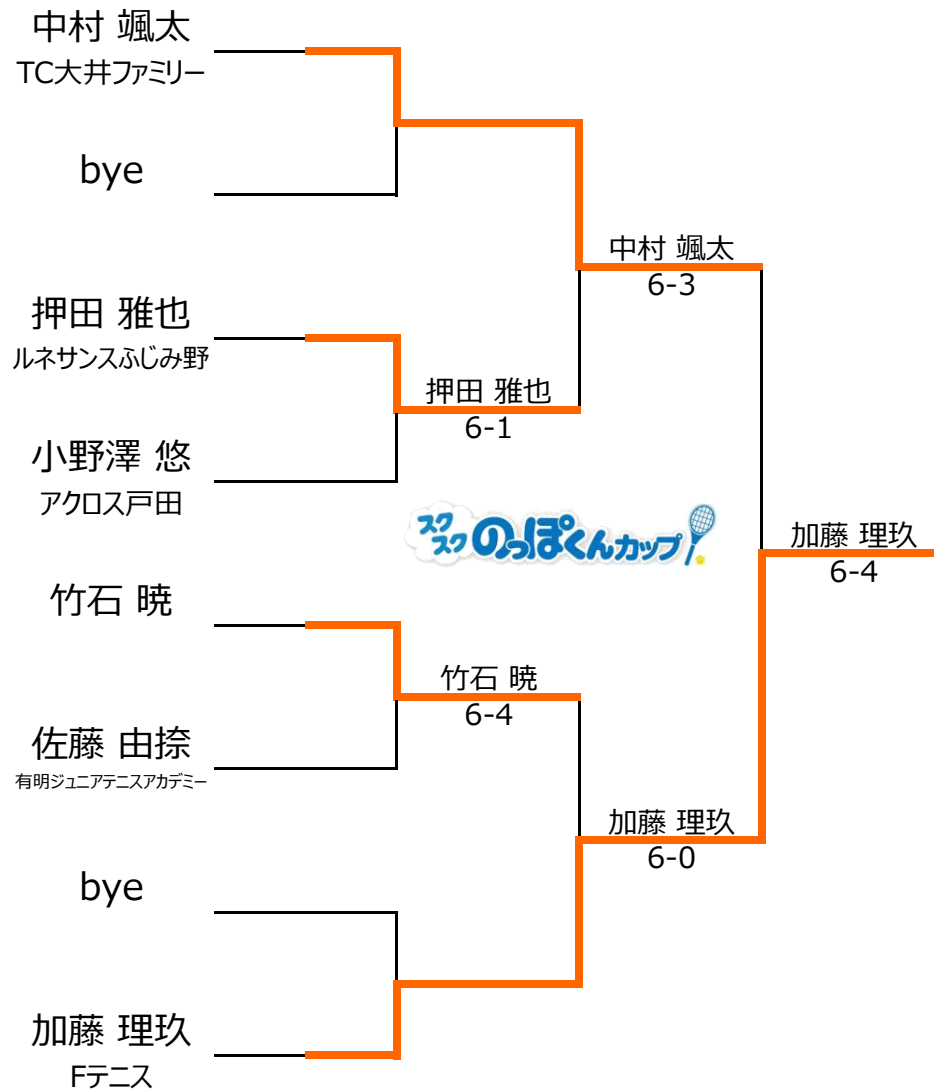 中村 颯太
TC大井ファミリー
bye
中村 颯太
6-3
押田 雅也
ルネサンスふじみ野
押田 雅也
6-1
小野澤 悠
アクロス戸田
スクスク のっぽくんカップ
加藤 理玖
6-4
竹石 暁
竹石 暁
6-4
佐藤 由捺
有明ジュニアテニスアカデミー
加藤 理玖
6-0
bye
加藤 理玖
Fテニス